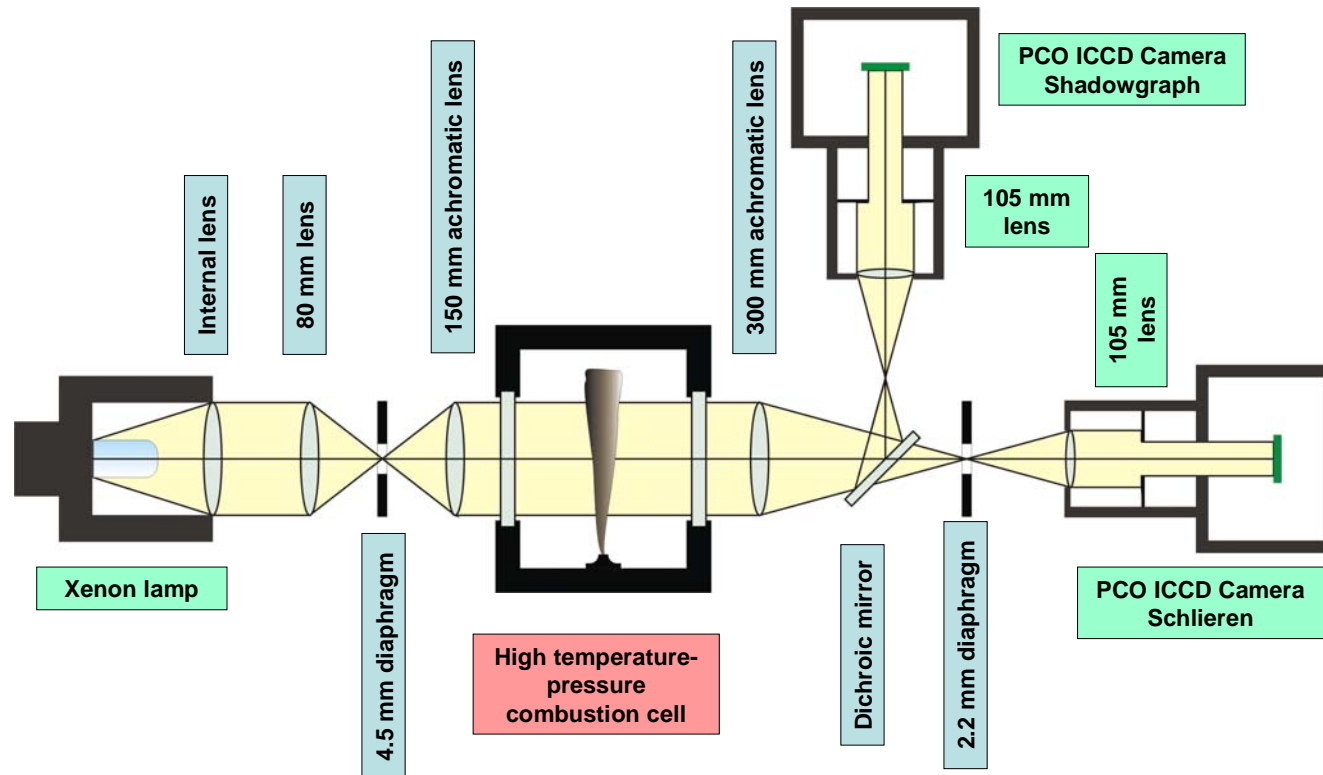 PCO ICCD Camera
Shadowgraph
Internal lens
80 mm lens
150 mm achromatic lens
300 mm achromatic lens
105 mm
lens
105 mm
lens
Xenon lamp
4.5 mm diaphragm
High temperature-
pressure
combustion cell
Dichroic mirror
2.2 mm diaphragm
PCO ICCD Camera
Schlieren